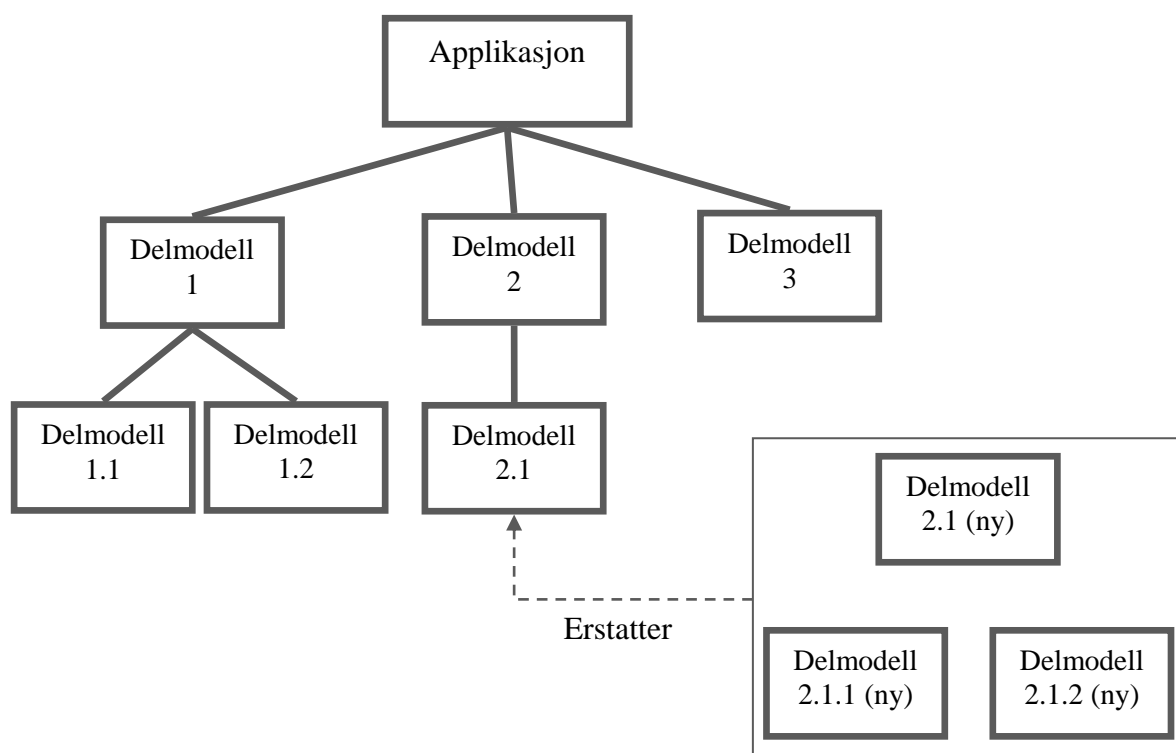 Applikasjon
Delmodell
1
Delmodell
2
Delmodell
3
Delmodell
1.1
Delmodell
1.2
Delmodell
2.1
Delmodell
2.1 (ny)
Erstatter
Delmodell
2.1.1 (ny)
Delmodell
2.1.2 (ny)